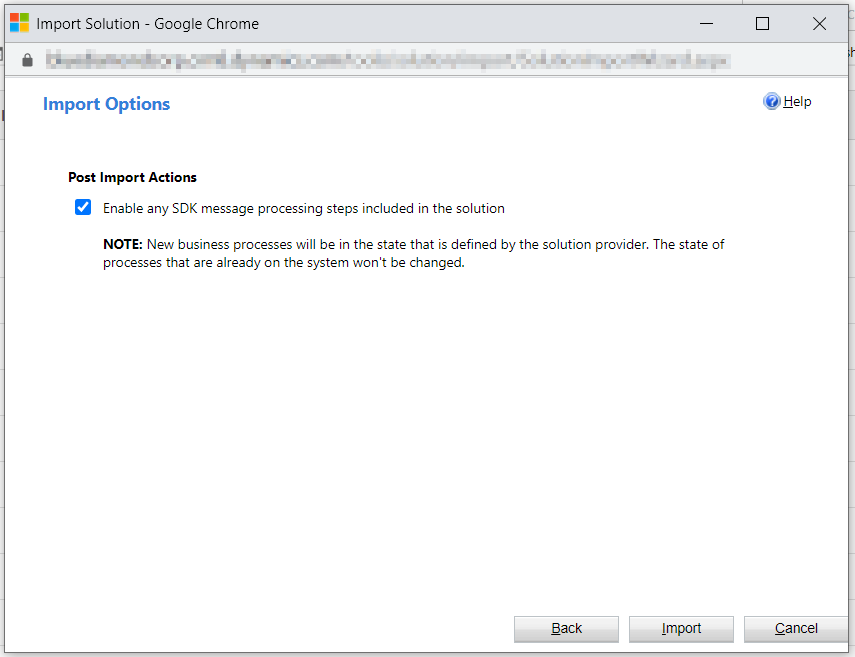 Import Solution - Google Chrome
Import Options
Help
Post Import Actions
Enable any SDK message processing steps included in the solution
NOTE: New business processes will be in the state that is defined by the solution provider. The state of
processes that are already on the system won't be changed.
Back
Import
Cancel